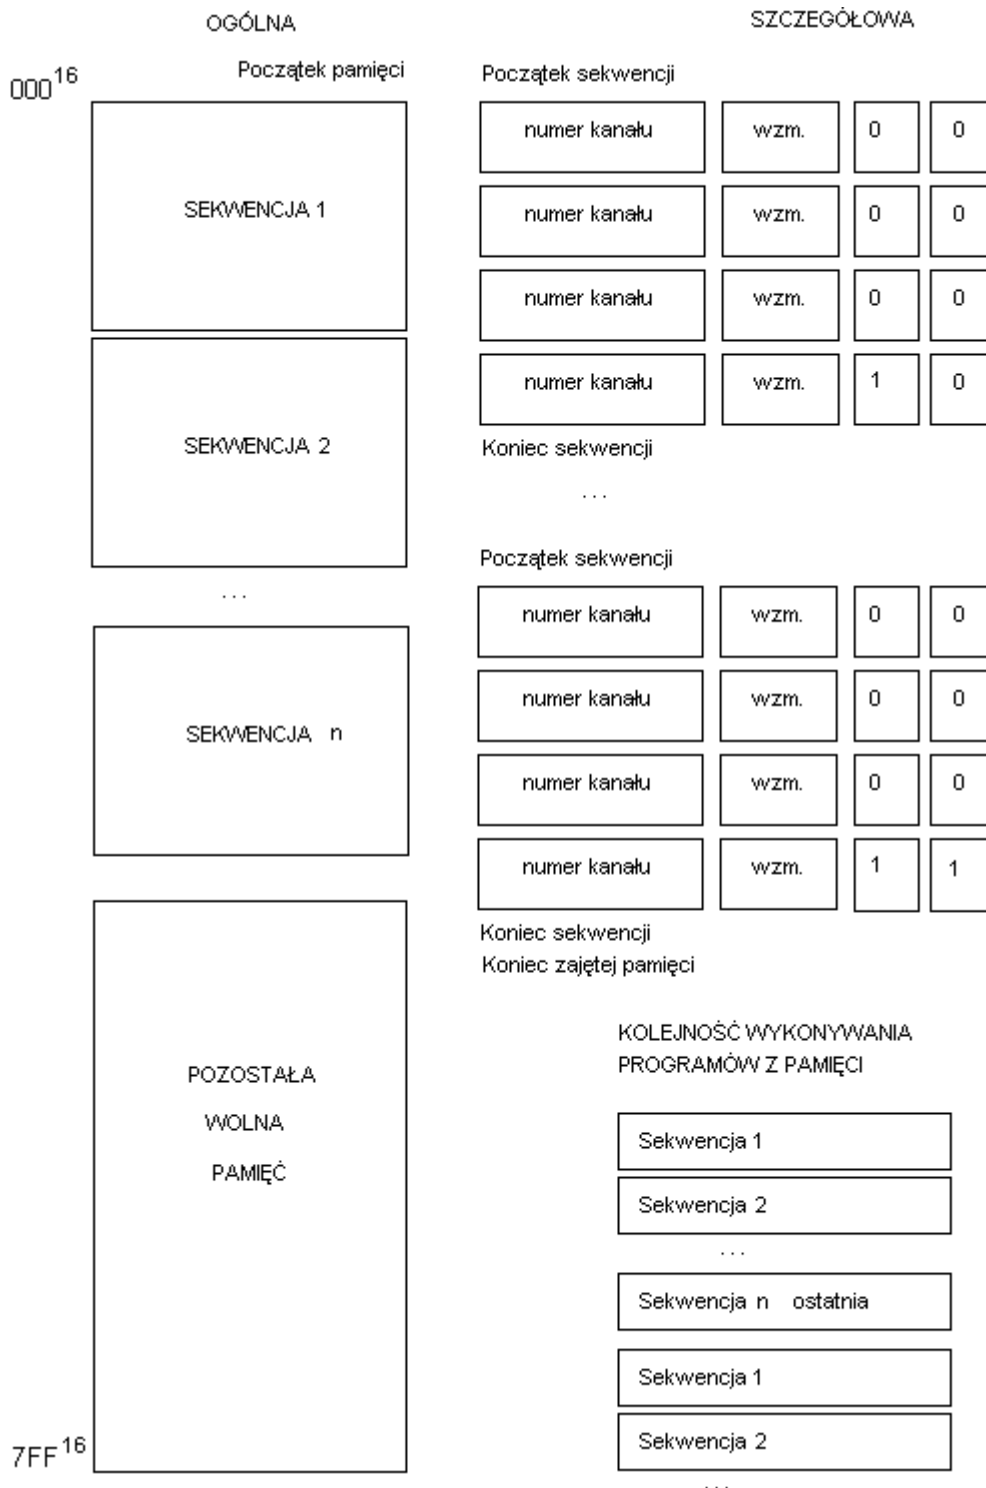 OGÓLNA
Początek pamięci
000 16
SEKWENCJA 1
SEKWENCJA 2
...
SEKWENCJA n
POZOSTAŁA
WOLNA
PAMIĘĆ
7FF 16
SZCZEGÓŁOWA
Początek sekwencji
numer kanału wzm. 0 0
numer kanału wzm. 0 0
numer kanału wzm. 0 0
numer kanału wzm. 1 0
Koniec sekwencji
...
Początek sekwencji
numer kanału wzm. 0 0
numer kanału wzm. 0 0
numer kanału wzm. 0 0
numer kanału wzm. 1 1
Koniec sekwencji
Koniec zajętej pamięci
KOLEJNOŚĆ WYKONYWANIA
PROGRAMÓW Z PAMIĘCI
Sekwencja 1
Sekwencja 2
...
Sekwencja n ostatnia
Sekwencja 1
Sekwencja 2
...